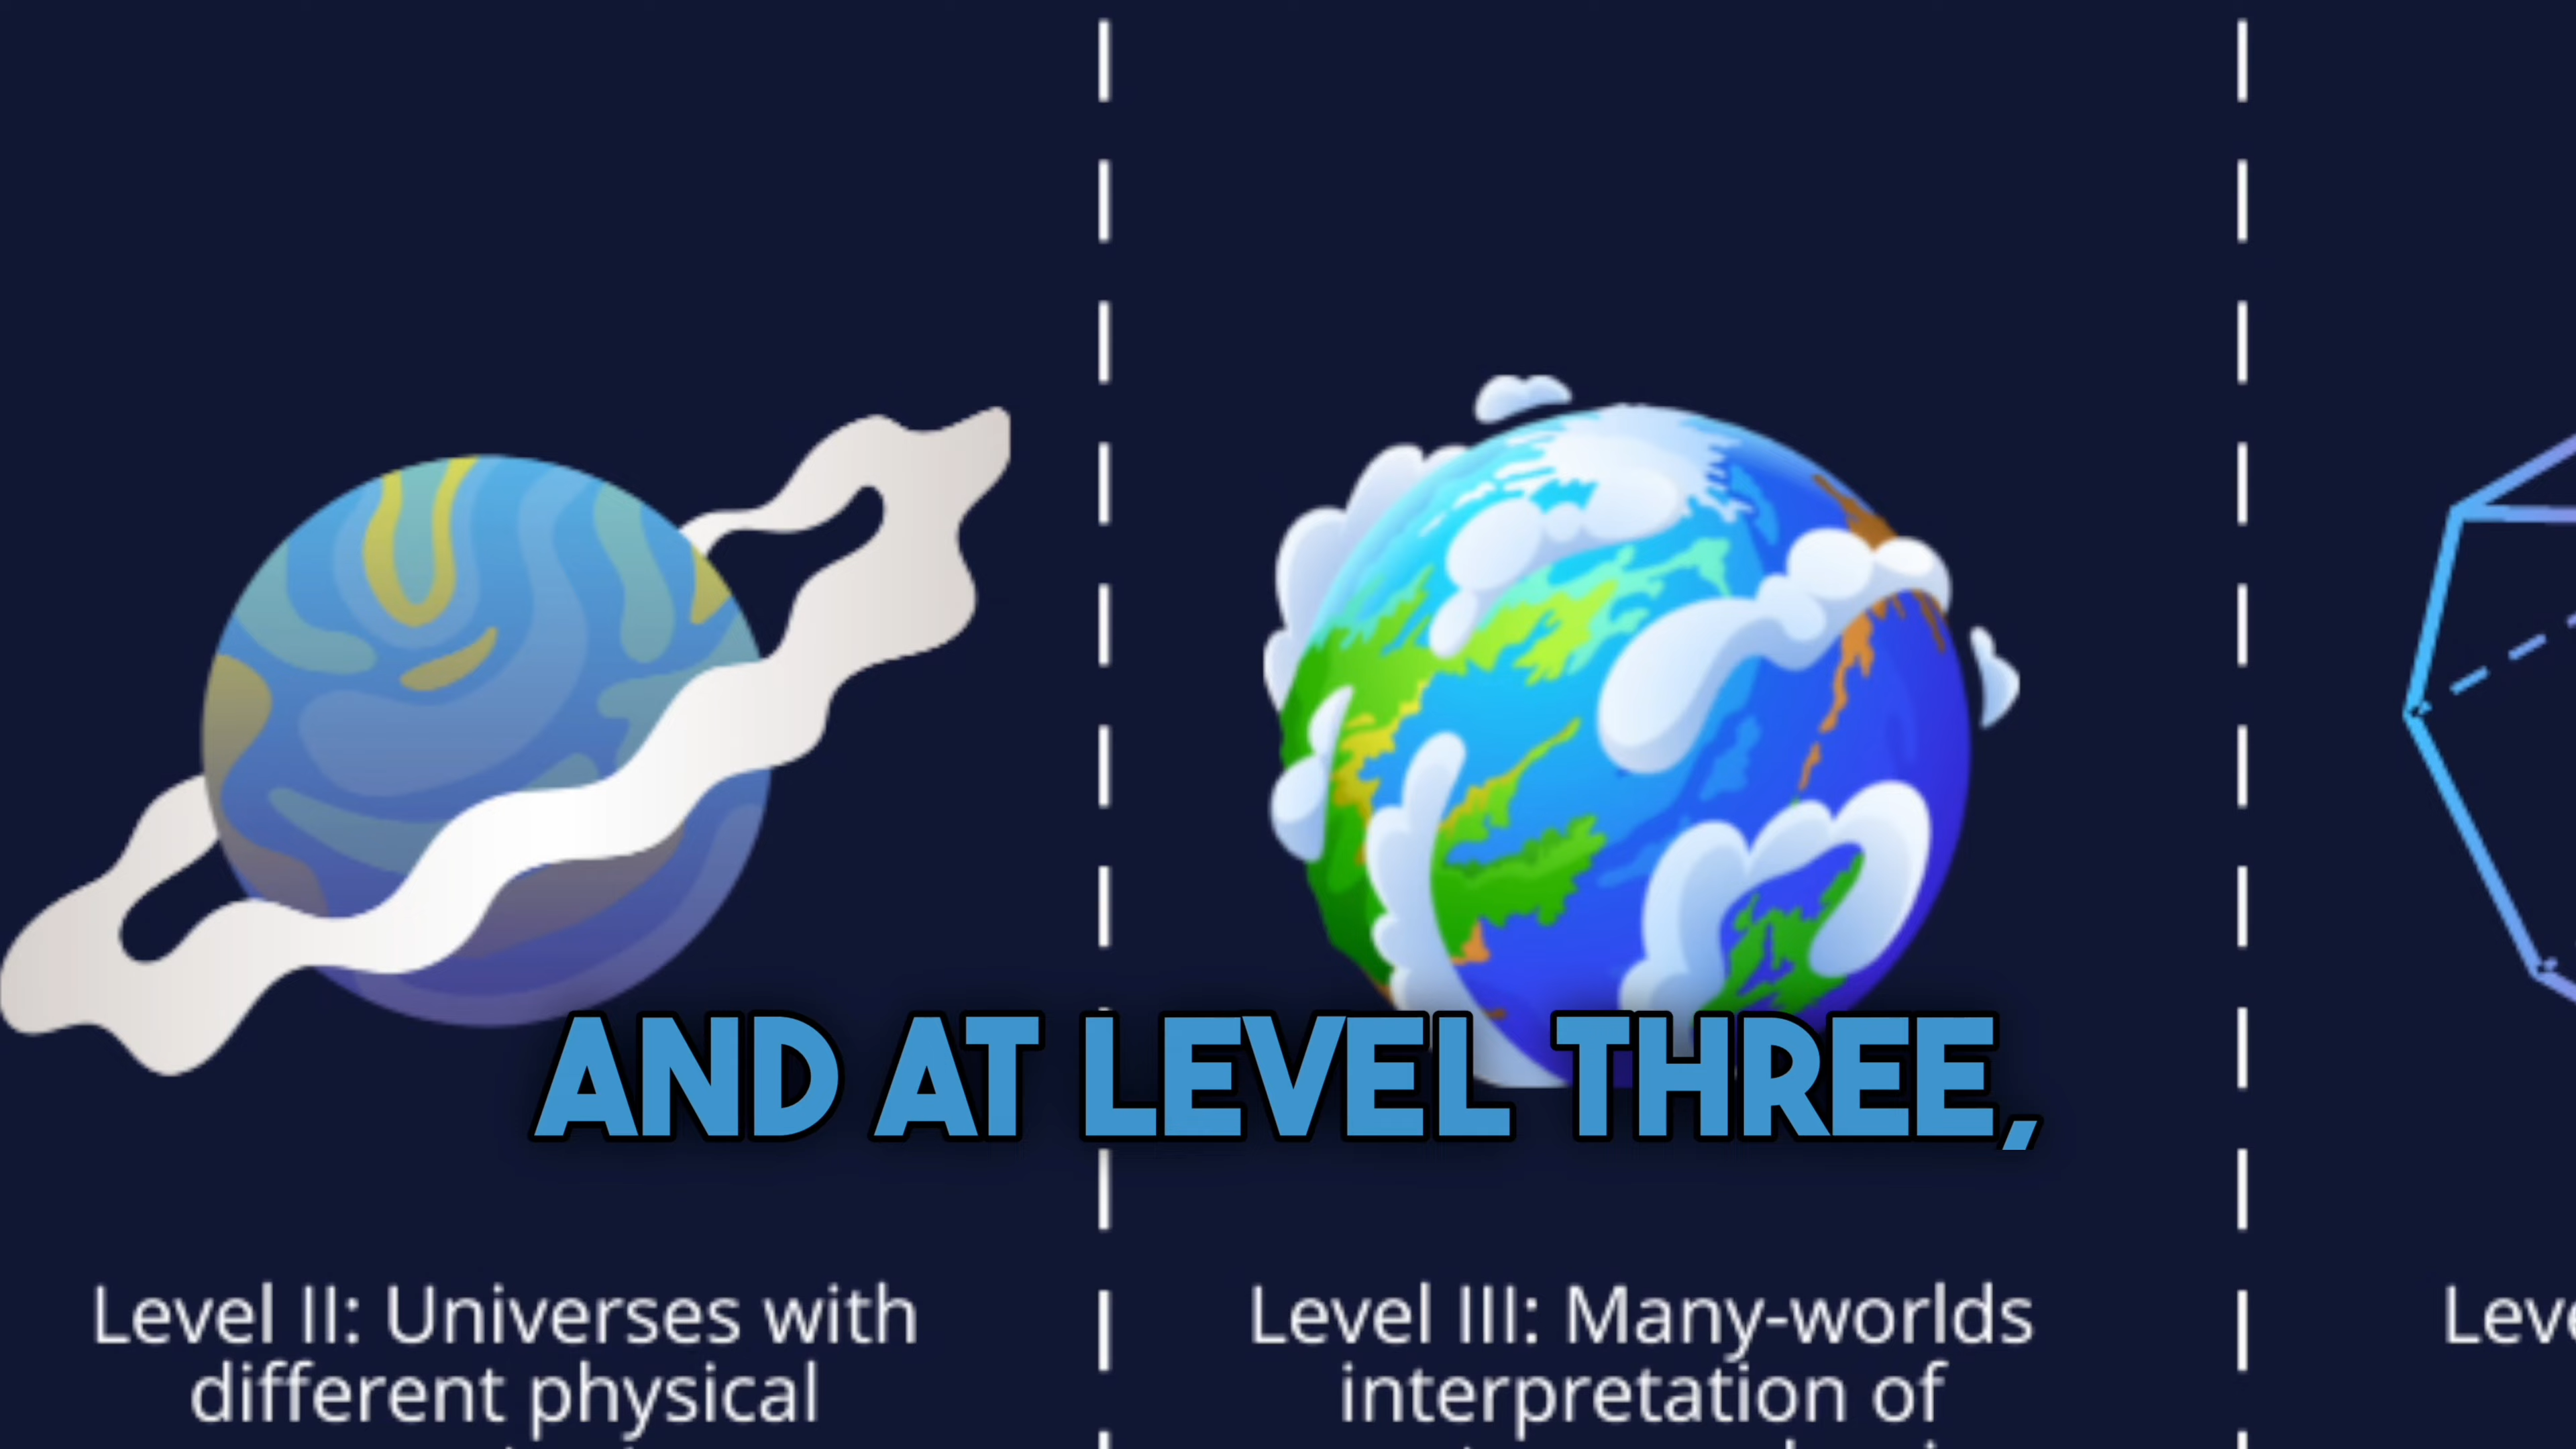 AND AT LEVEL THREE,
Level II: Universes with
different physical
Level III: Many-worlds
interpretation of